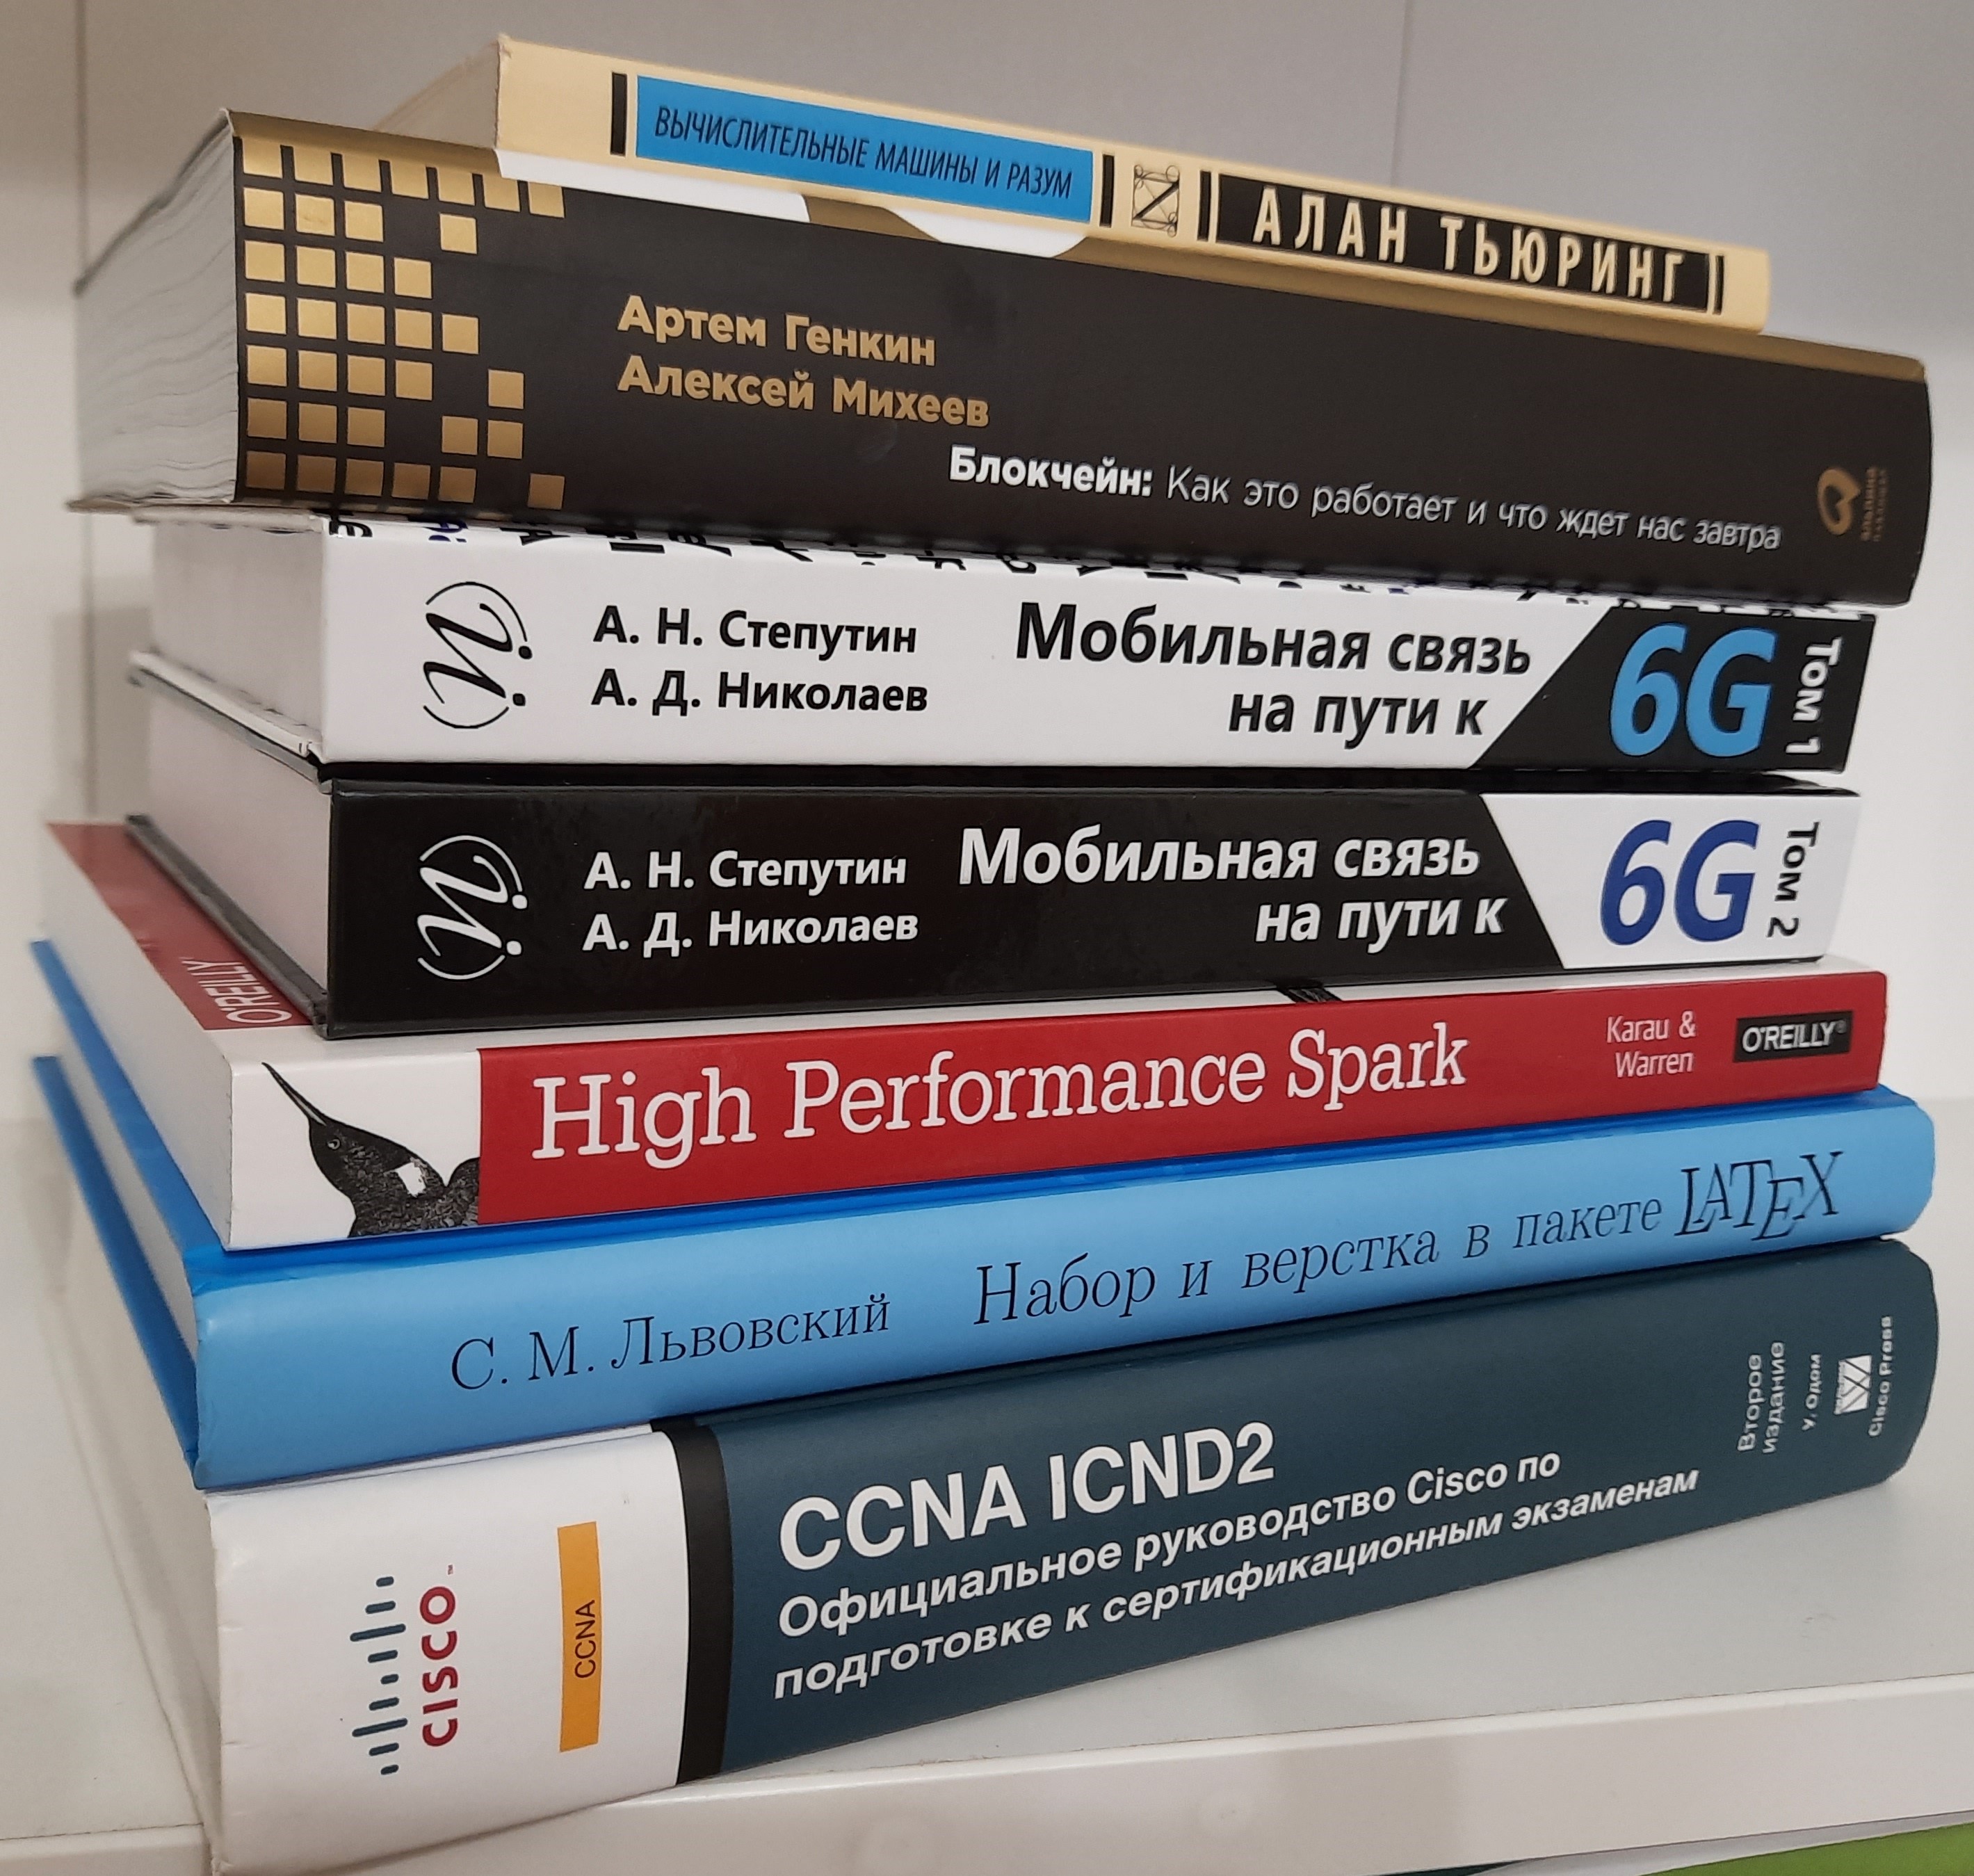 ВЫЧИСЛИТЕЛЬНЫЕ МАШИНЫ И РАЗУМ
АЛАН ТЬЮРИНГ
Артем Генкин
Алексей Михеев
Блокчейн: Как это работает и что ждет нас завтра
А. Н. Степутин
А. Д. Николаев
Мобильная связь
на пути к
6G
Том 1
А. Н. Степутин
А. Д. Николаев
Мобильная связь
на пути к
6G
Том 2
O'REILLY
High Performance Spark
Karau &
Warren
O'REILLY®
С. М. Львовский
Набор и верстка в пакете LATEX
CISCO™
CCNA
CCNA ICND2
Официальное руководство Cisco по
подготовке к сертификационным экзаменам
Второе
издание
У. Одом
Cisco Press